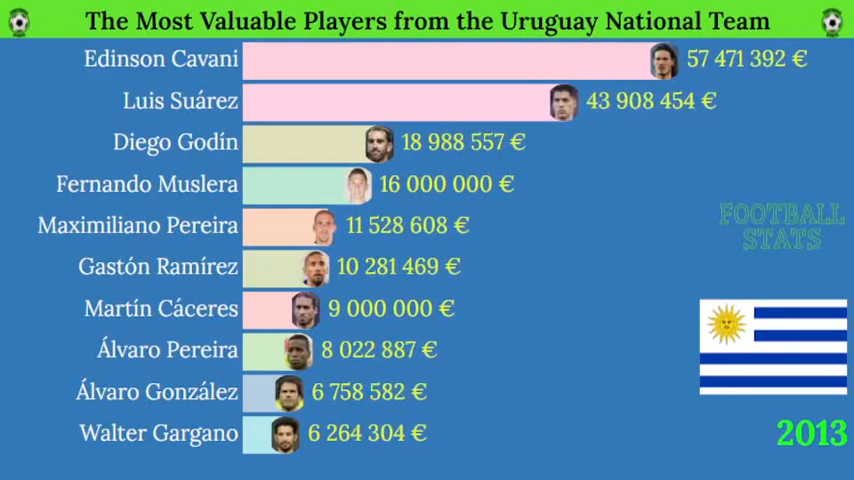 The Most Valuable Players from the Uruguay National Team
Edinson Cavani 57 471 392 €
Luis Suárez 43 908 454 €
Diego Godín 18 988 557 €
Fernando Muslera 16 000 000 €
Maximiliano Pereira 11 528 608 €
Gastón Ramírez 10 281 469 €
Martín Cáceres 9 000 000 €
Álvaro Pereira 8 022 887 €
Álvaro González 6 758 582 €
Walter Gargano 6 264 304 €
FOOTBALL
STATS
2013